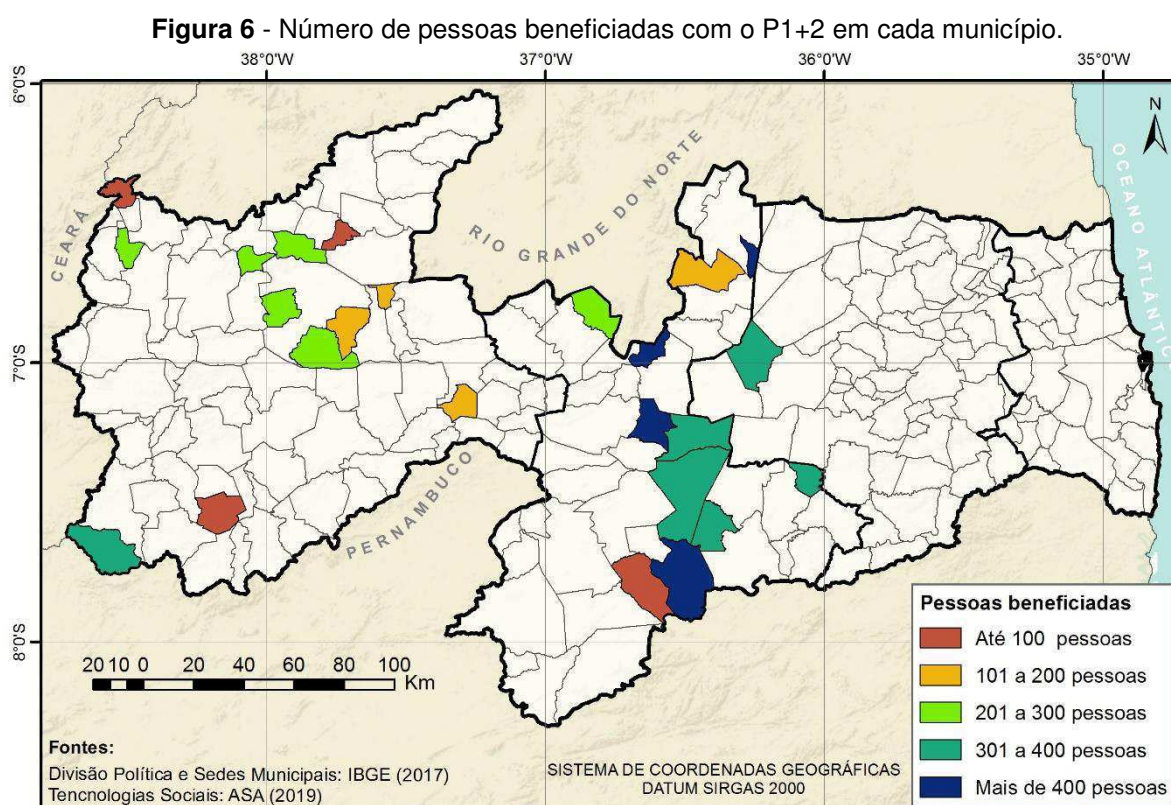 Figura 6 - Número de pessoas beneficiadas com o P1+2 em cada município.
38°0'O 37°0'O 36°0'O 35°0'O
6°0'S
N
CEARÁ
RIO GRANDE DO NORTE
OCEANO ATLÂNTICO
7°0'S
PERNAMBUCO
8°0'S
20 10 0 20 40 60 80 100
Km
Pessoas beneficiadas
Até 100 pessoas
101 a 200 pessoas
201 a 300 pessoas
301 a 400 pessoas
Mais de 400 pessoas
Fontes:
Divisão Política e Sedes Municipais: IBGE (2017)
Tencnologias Sociais: ASA (2019)
SISTEMA DE COORDENADAS GEOGRÁFICAS
DATUM SIRGAS 2000